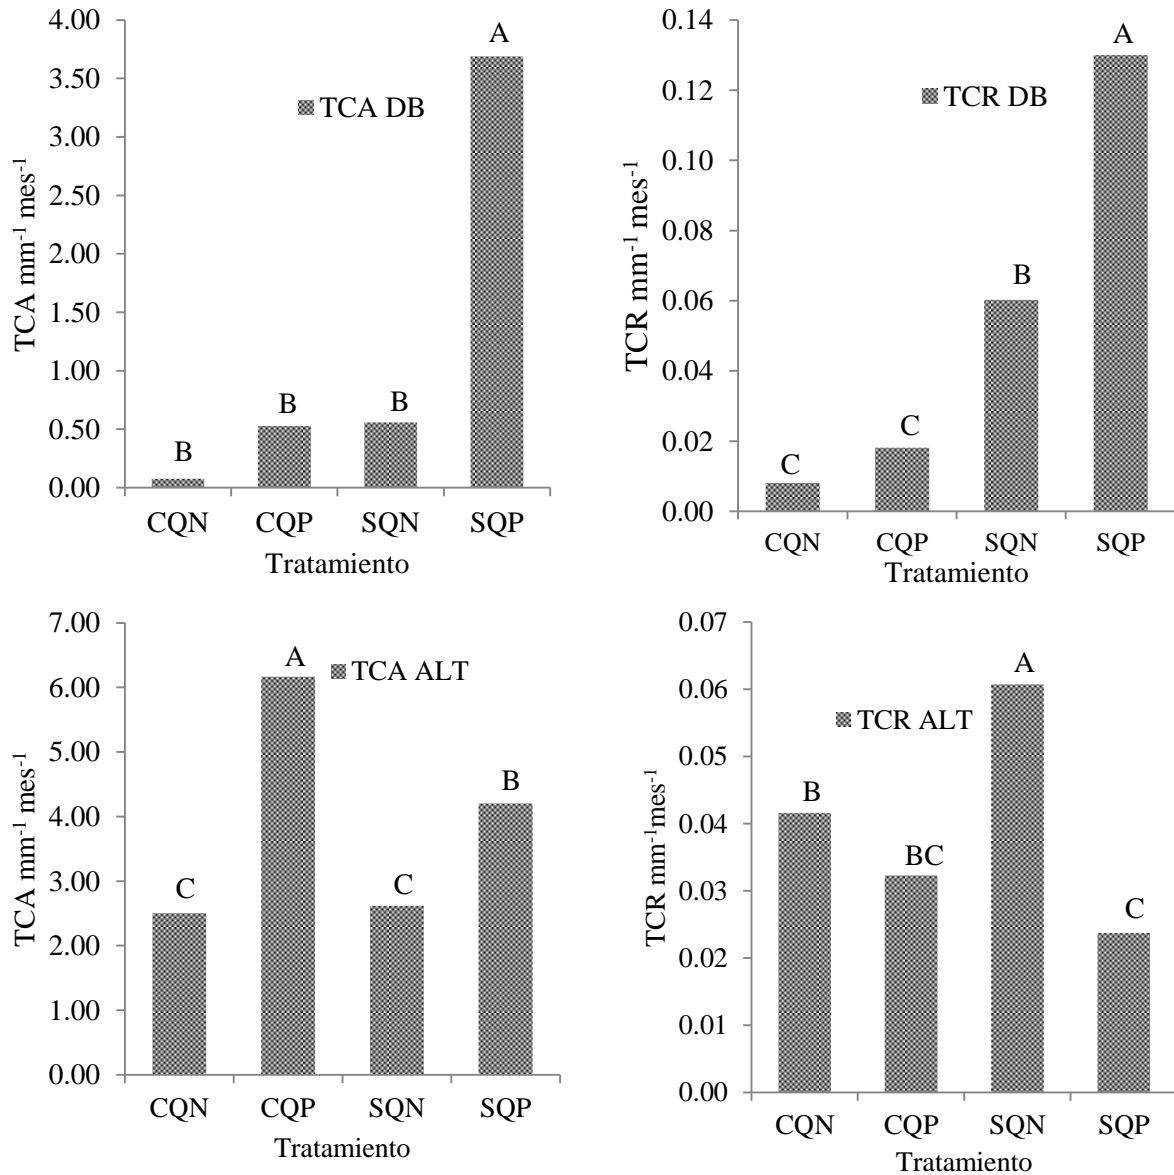 TCA mm⁻¹ mes⁻¹
4.00
3.50
3.00
2.50
2.00
1.50
1.00
0.50
0.00
TCA DB
B
B
B
A
CQN CQP SQN SQP
Tratamiento
TCR mm⁻¹ mes⁻¹
0.14
0.12
0.10
0.08
0.06
0.04
0.02
0.00
TCR DB
C
C
B
A
CQN CQP SQN SQP
Tratamiento
TCA mm⁻¹ mes⁻¹
7.00
6.00
5.00
4.00
3.00
2.00
1.00
0.00
TCA ALT
C
A
C
B
CQN CQP SQN SQP
Tratamiento
TCR mm⁻¹mes⁻¹
0.07
0.06
0.05
0.04
0.03
0.02
0.01
0.00
TCR ALT
B
BC
A
C
CQN CQP SQN SQP
Tratamiento